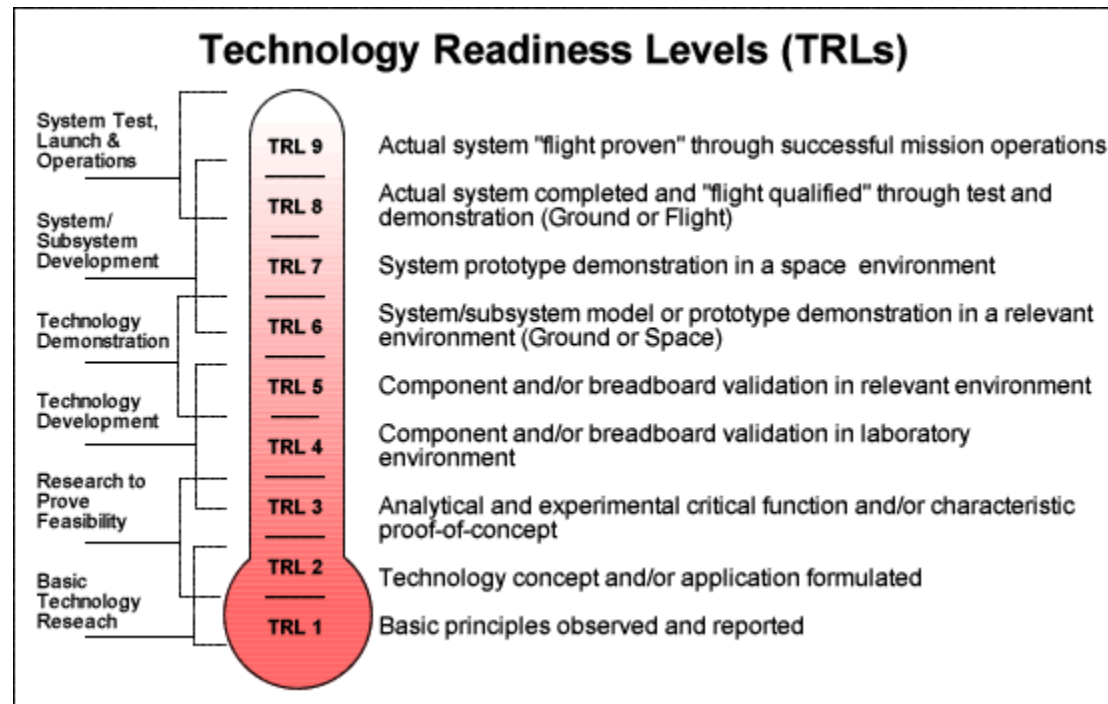 Technology Readiness Levels (TRLs)
System Test,
Launch &
Operations
System/
Subsystem
Development
Technology
Demonstration
Technology
Development
Research to
Prove
Feasibility
Basic
Technology
Reseach
TRL 9
Actual system "flight proven" through successful mission operations
TRL 8
Actual system completed and "flight qualified" through test and
demonstration (Ground or Flight)
TRL 7
System prototype demonstration in a space environment
TRL 6
System/subsystem model or prototype demonstration in a relevant
environment (Ground or Space)
TRL 5
Component and/or breadboard validation in relevant environment
TRL 4
Component and/or breadboard validation in laboratory
environment
TRL 3
Analytical and experimental critical function and/or characteristic
proof-of-concept
TRL 2
Technology concept and/or application formulated
TRL 1
Basic principles observed and reported